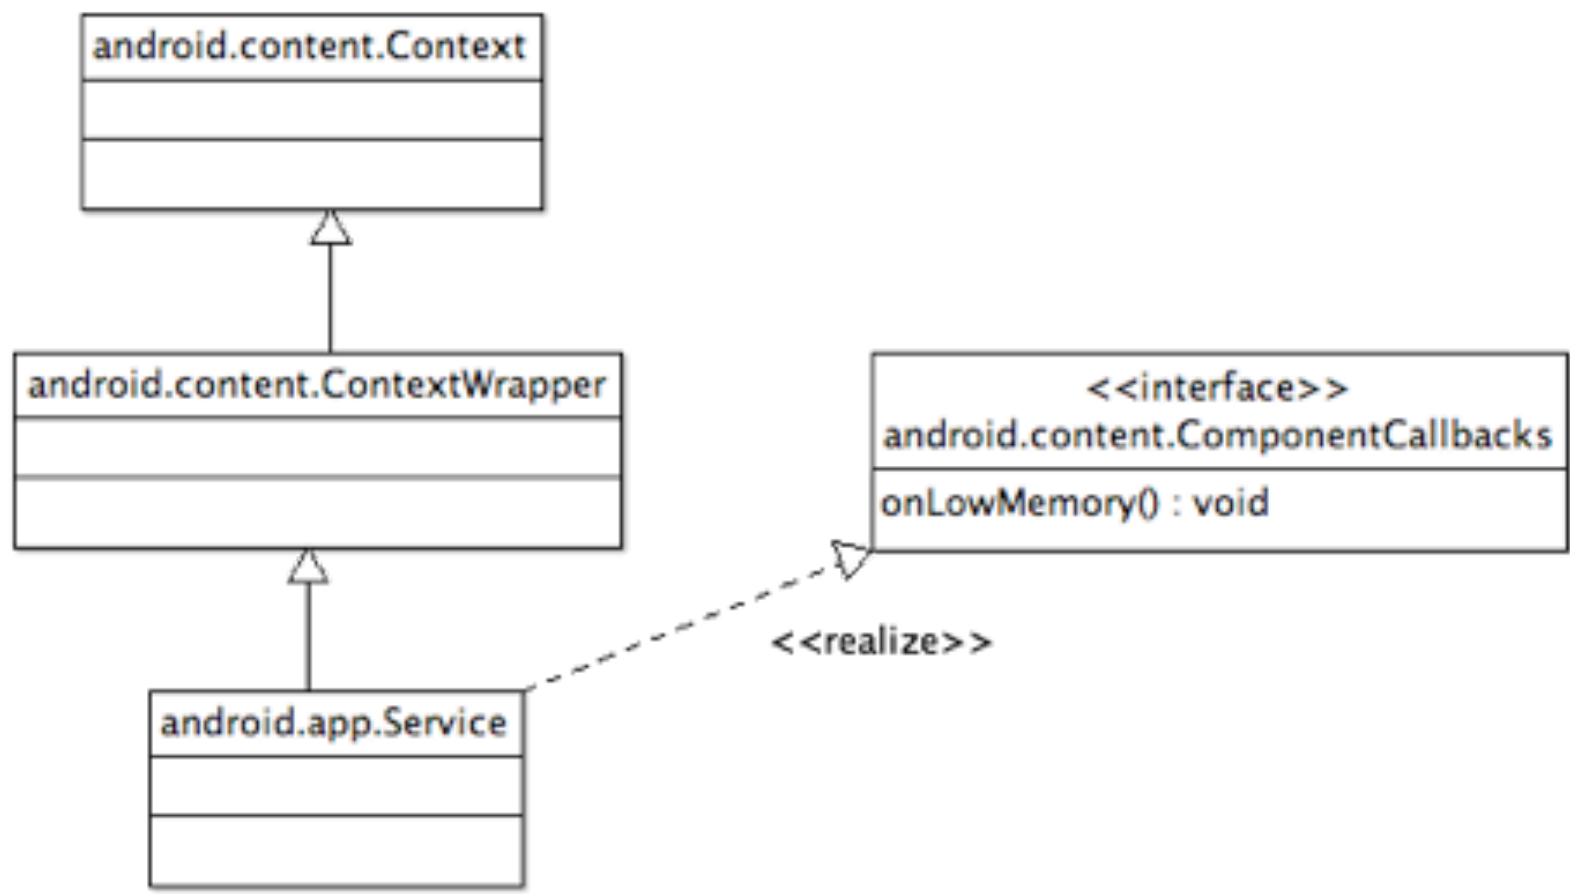 android.content.Context
android.content.ContextWrapper
<<interface>>
android.content.ComponentCallbacks
onLowMemory() : void
<<realize>>
android.app.Service